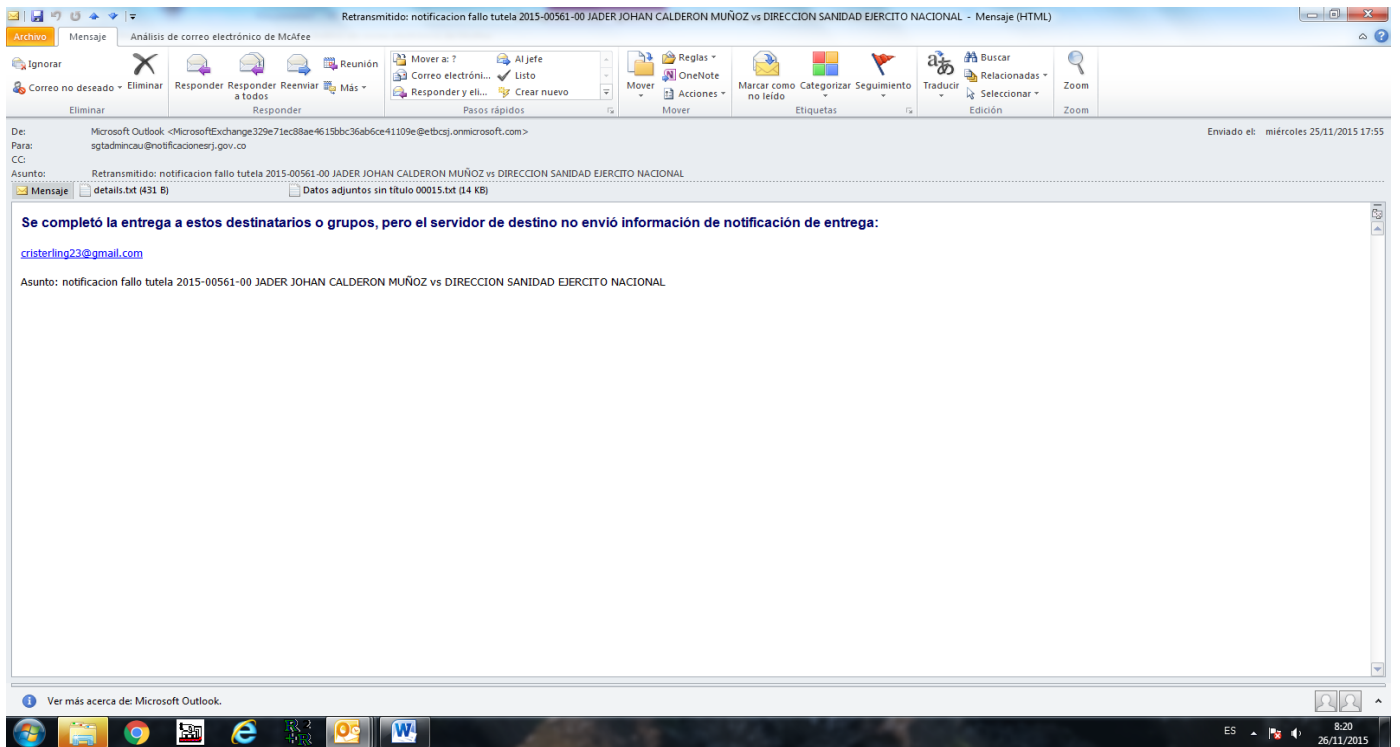 Retransmitido: notificacion fallo tutela 2015-00561-00 JADER JOHAN CALDERON MUÑOZ vs DIRECCION SANIDAD EJERCITO NACIONAL - Mensaje (HTML)
Archivo Mensaje Análisis de correo electrónico de McAfee
Ignorar
Correo no deseado
Eliminar
Responder
Responder a todos
Reenviar
Reunión
Más
Mover a: ?
Al jefe
Correo electróni...
Listo
Responder y eli...
Crear nuevo
Mover
Reglas
OneNote
Acciones
Marcar como no leído
Categorizar
Seguimiento
Traducir
Buscar
Relacionadas
Seleccionar
Zoom
Eliminar Responder Pasos rápidos Mover Etiquetas Edición Zoom
De: Microsoft Outlook <MicrosoftExchange329e71ec88ae4615bbc36ab6ce41109e@etbcsj.onmicrosoft.com> Enviado el: miércoles 25/11/2015 17:55
Para: sgtadmincau@notificacionesrj.gov.co
CC:
Asunto: Retransmitido: notificacion fallo tutela 2015-00561-00 JADER JOHAN CALDERON MUÑOZ vs DIRECCION SANIDAD EJERCITO NACIONAL
Mensaje details.txt (431 B) Datos adjuntos sin título 00015.txt (14 KB)
Se completó la entrega a estos destinatarios o grupos, pero el servidor de destino no envió información de notificación de entrega:
cristerling23@gmail.com
Asunto: notificacion fallo tutela 2015-00561-00 JADER JOHAN CALDERON MUÑOZ vs DIRECCION SANIDAD EJERCITO NACIONAL
Ver más acerca de: Microsoft Outlook.
ES 8:20
26/11/2015